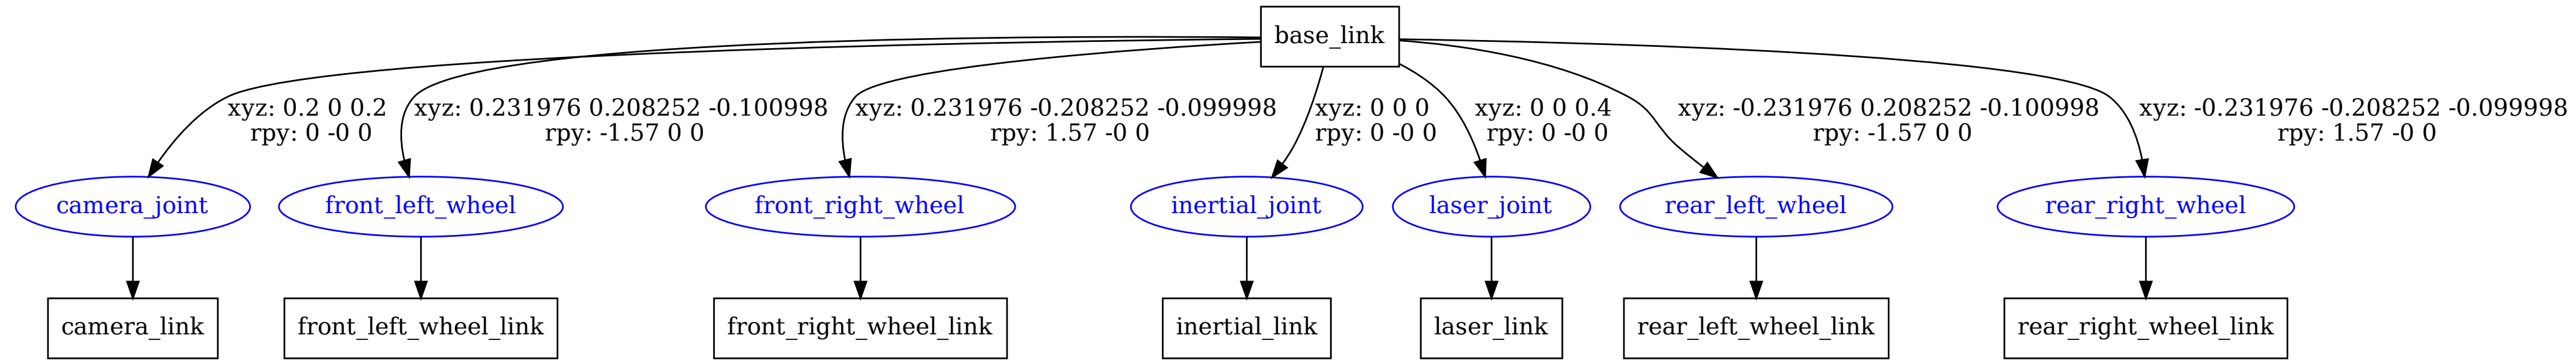 base_link
xyz: 0.2 0 0.2
rpy: 0 -0 0
xyz: 0.231976 0.208252 -0.100998
rpy: -1.57 0 0
xyz: 0.231976 -0.208252 -0.099998
rpy: 1.57 -0 0
xyz: 0 0 0
rpy: 0 -0 0
xyz: 0 0 0.4
rpy: 0 -0 0
xyz: -0.231976 0.208252 -0.100998
rpy: -1.57 0 0
xyz: -0.231976 -0.208252 -0.099998
rpy: 1.57 -0 0
camera_joint
front_left_wheel
front_right_wheel
inertial_joint
laser_joint
rear_left_wheel
rear_right_wheel
camera_link
front_left_wheel_link
front_right_wheel_link
inertial_link
laser_link
rear_left_wheel_link
rear_right_wheel_link